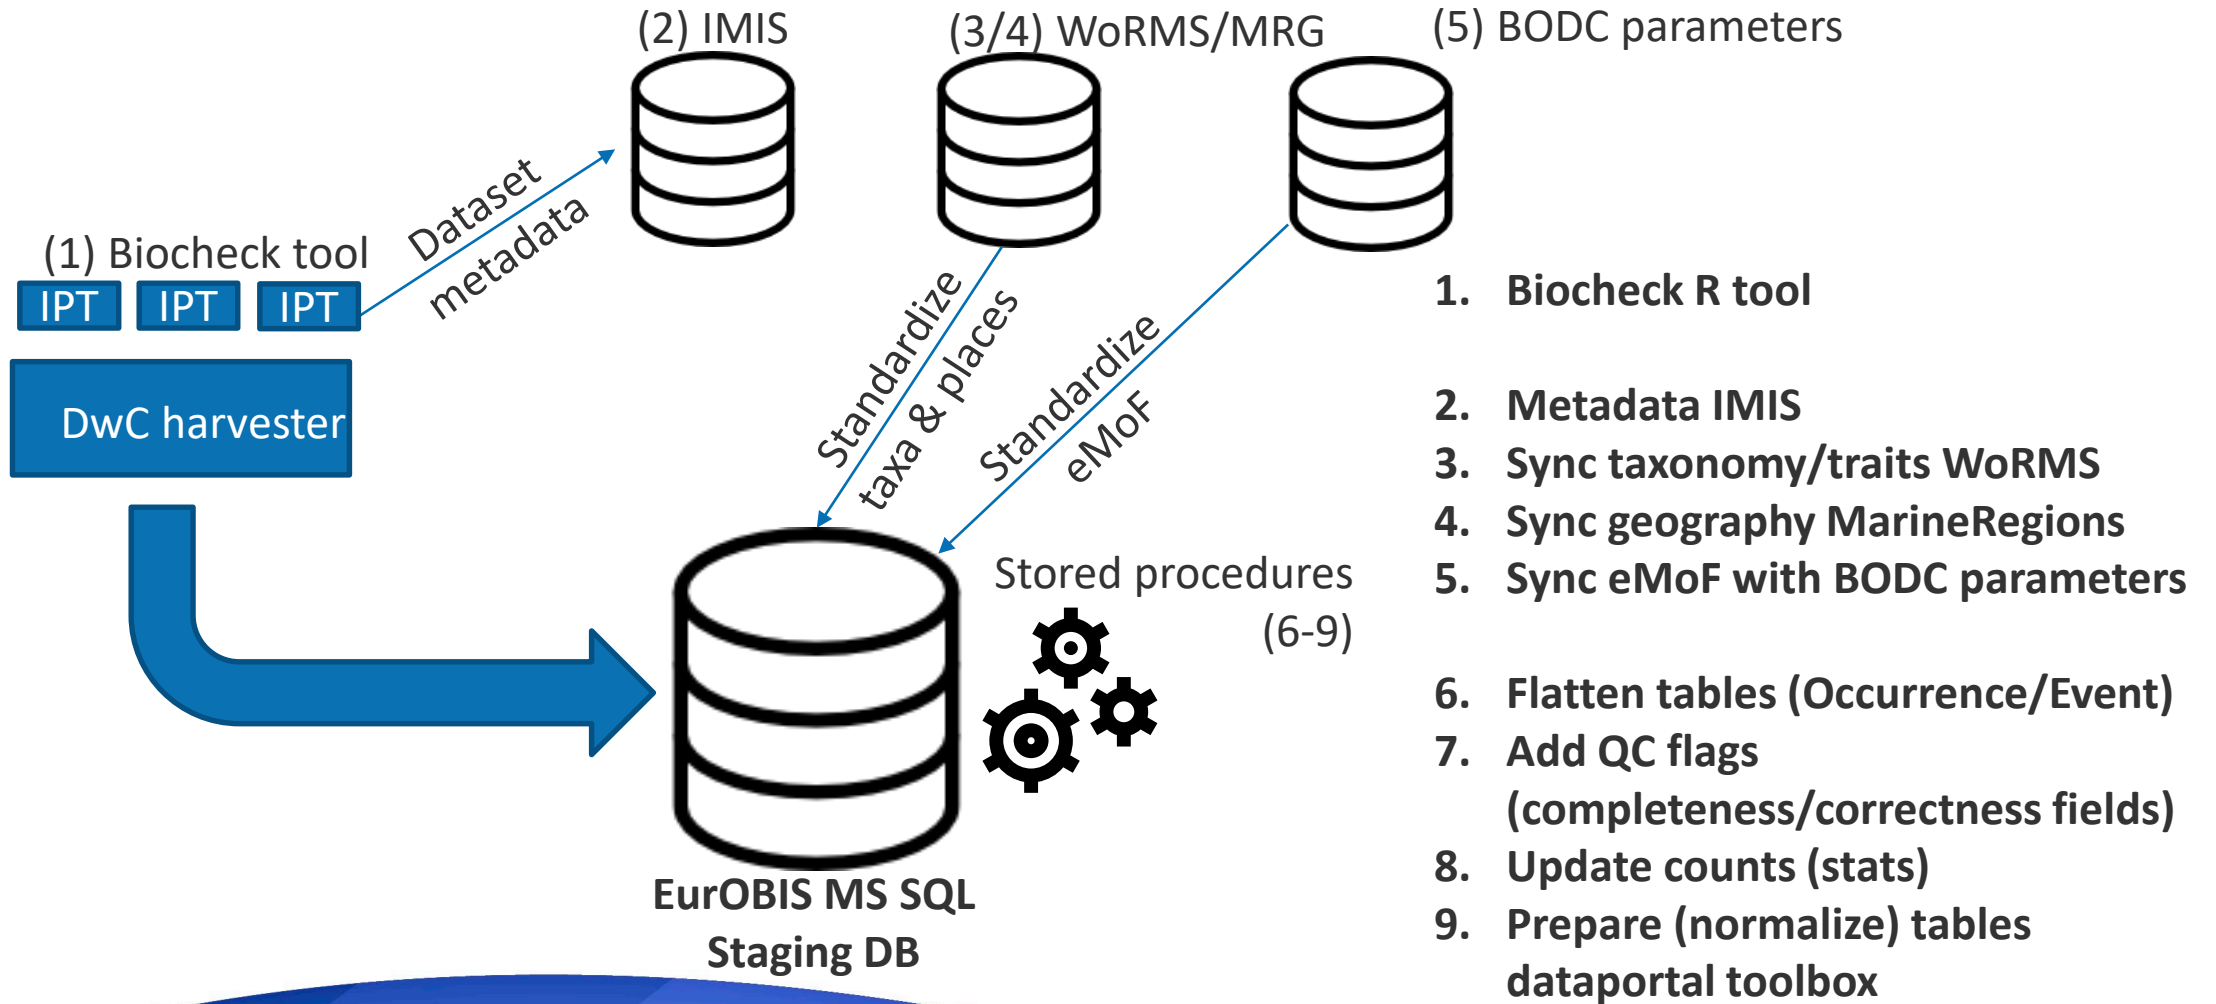 (2) IMIS
(3/4) WoRMS/MRG
(5) BODC parameters
Dataset
metadata
(1) Biocheck tool
IPT
IPT
IPT
DwC harvester
Standardize
taxa & places
Standardize
eMoF
Stored procedures
(6-9)
EurOBIS MS SQL
Staging DB
1. Biocheck R tool
2. Metadata IMIS
3. Sync taxonomy/traits WoRMS
4. Sync geography MarineRegions
5. Sync eMoF with BODC parameters
6. Flatten tables (Occurrence/Event)
7. Add QC flags
(completeness/correctness fields)
8. Update counts (stats)
9. Prepare (normalize) tables
dataportal toolbox